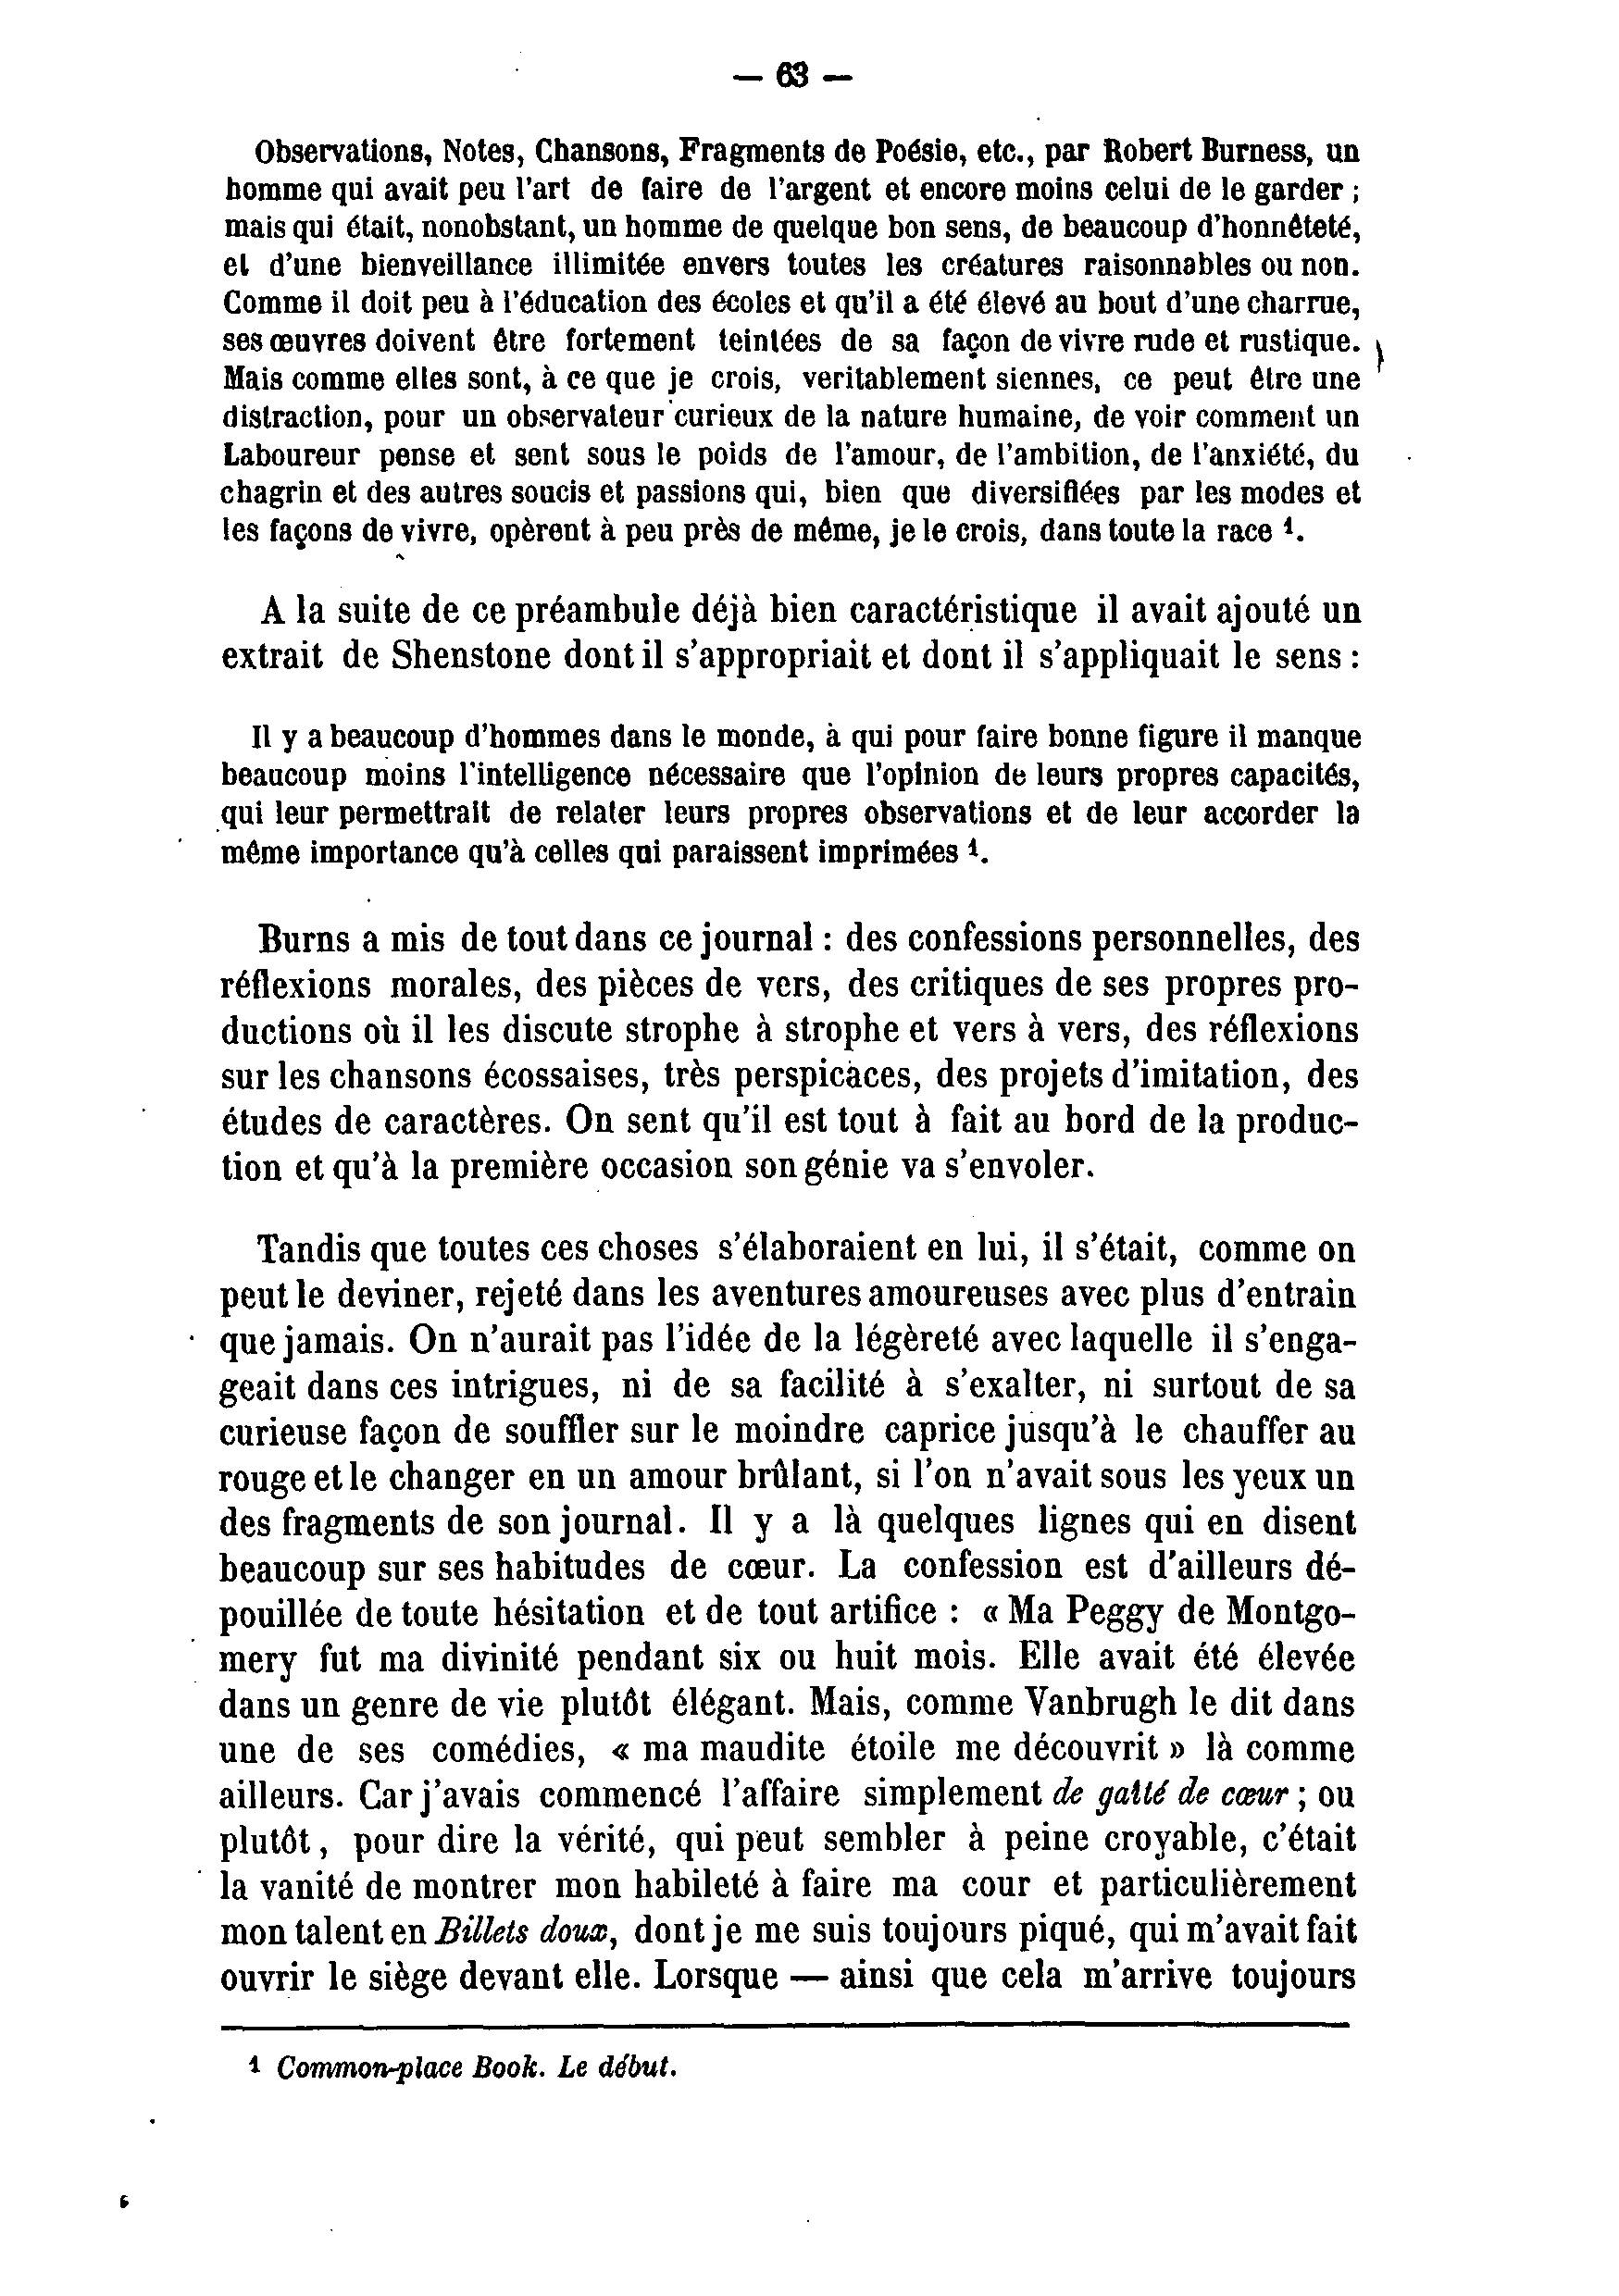 — 63 —
Observations, Notes, Chansons, Fragments de Poésie, etc., par Robert Burness, un
homme qui avait peu l'art de faire de l'argent et encore moins celui de le garder ;
mais qui était, nonobstant, un homme de quelque bon sens, de beaucoup d'honnêteté,
et d'une bienveillance illimitée envers toutes les créatures raisonnables ou non.
Comme il doit peu à l'éducation des écoles et qu'il a été élevé au bout d'une charrue,
ses œuvres doivent être fortement teintées de sa façon de vivre rude et rustique.
Mais comme elles sont, à ce que je crois, veritablement siennes, ce peut être une
distraction, pour un observateur curieux de la nature humaine, de voir comment un
Laboureur pense et sent sous le poids de l'amour, de l'ambition, de l'anxiété, du
chagrin et des autres soucis et passions qui, bien que diversifiées par les modes et
les façons de vivre, opèrent à peu près de même, je le crois, dans toute la race ¹.
A la suite de ce préambule déjà bien caractéristique il avait ajouté un
extrait de Shenstone dont il s'appropriait et dont il s'appliquait le sens :
Il y a beaucoup d'hommes dans le monde, à qui pour faire bonne figure il manque
beaucoup moins l'intelligence nécessaire que l'opinion de leurs propres capacités,
qui leur permettrait de relater leurs propres observations et de leur accorder la
même importance qu'à celles qui paraissent imprimées ¹.
Burns a mis de tout dans ce journal : des confessions personnelles, des
réflexions morales, des pièces de vers, des critiques de ses propres pro-
ductions où il les discute strophe à strophe et vers à vers, des réflexions
sur les chansons écossaises, très perspicaces, des projets d'imitation, des
études de caractères. On sent qu'il est tout à fait au bord de la produc-
tion et qu'à la première occasion son génie va s'envoler.
Tandis que toutes ces choses s'élaboraient en lui, il s'était, comme on
peut le deviner, rejeté dans les aventures amoureuses avec plus d'entrain
que jamais. On n'aurait pas l'idée de la légèreté avec laquelle il s'enga-
geait dans ces intrigues, ni de sa facilité à s'exalter, ni surtout de sa
curieuse façon de souffler sur le moindre caprice jusqu'à le chauffer au
rouge et le changer en un amour brûlant, si l'on n'avait sous les yeux un
des fragments de son journal. Il y a là quelques lignes qui en disent
beaucoup sur ses habitudes de cœur. La confession est d'ailleurs dé-
pouillée de toute hésitation et de tout artifice : « Ma Peggy de Montgo-
mery fut ma divinité pendant six ou huit mois. Elle avait été élevée
dans un genre de vie plutôt élégant. Mais, comme Vanbrugh le dit dans
une de ses comédies, « ma maudite étoile me découvrit » là comme
ailleurs. Car j'avais commencé l'affaire simplement de gaîté de cœur ; ou
plutôt, pour dire la vérité, qui peut sembler à peine croyable, c'était
la vanité de montrer mon habileté à faire ma cour et particulièrement
mon talent en Billets doux, dont je me suis toujours piqué, qui m'avait fait
ouvrir le siège devant elle. Lorsque — ainsi que cela m'arrive toujours
¹ Common-place Book. Le début.